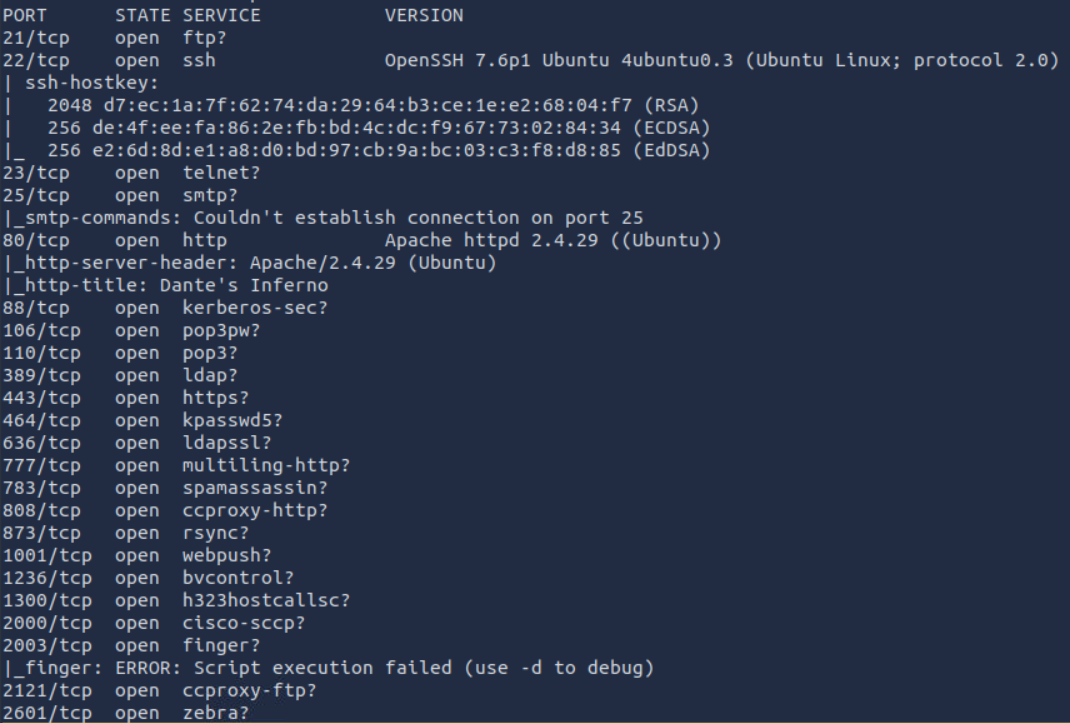 PORT STATE SERVICE VERSION
21/tcp open ftp?
22/tcp open ssh OpenSSH 7.6p1 Ubuntu 4ubuntu0.3 (Ubuntu Linux; protocol 2.0)
| ssh-hostkey:
| 2048 d7:ec:1a:7f:62:74:da:29:64:b3:ce:1e:e2:68:04:f7 (RSA)
| 256 de:4f:ee:fa:86:2e:fb:bd:4c:dc:f9:67:73:02:84:34 (ECDSA)
|_ 256 e2:6d:8d:e1:a8:d0:bd:97:cb:9a:bc:03:c3:f8:d8:85 (EdDSA)
23/tcp open telnet?
25/tcp open smtp?
|_smtp-commands: Couldn't establish connection on port 25
80/tcp open http Apache httpd 2.4.29 ((Ubuntu))
|_http-server-header: Apache/2.4.29 (Ubuntu)
|_http-title: Dante's Inferno
88/tcp open kerberos-sec?
106/tcp open pop3pw?
110/tcp open pop3?
389/tcp open ldap?
443/tcp open https?
464/tcp open kpasswd5?
636/tcp open ldapssl?
777/tcp open multiling-http?
783/tcp open spamassassin?
808/tcp open ccproxy-http?
873/tcp open rsync?
1001/tcp open webpush?
1236/tcp open bvcontrol?
1300/tcp open h323hostcallsc?
2000/tcp open cisco-sccp?
2003/tcp open finger?
|_finger: ERROR: Script execution failed (use -d to debug)
2121/tcp open ccproxy-ftp?
2601/tcp open zebra?